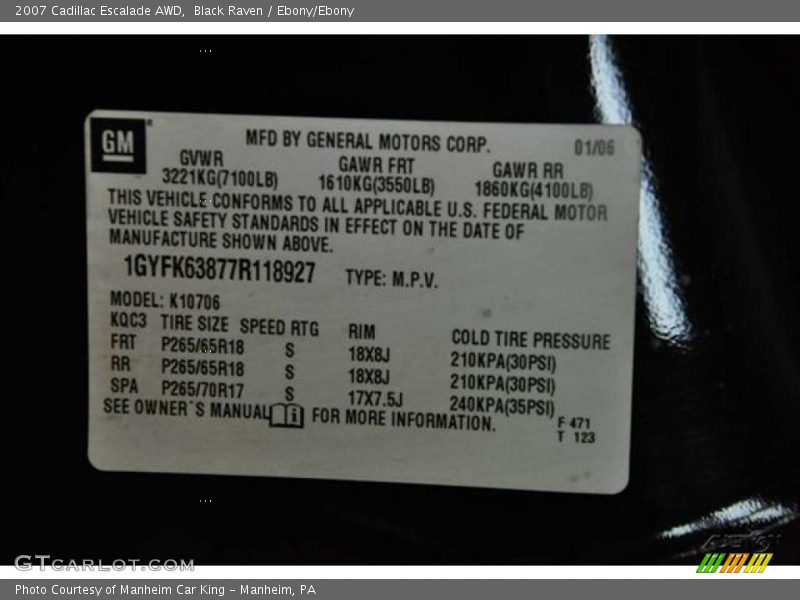 2007 Cadillac Escalade AWD, Black Raven / Ebony/Ebony
GM
MFD BY GENERAL MOTORS CORP. 01/06
GVWR GAWR FRT GAWR RR
3221KG(7100LB) 1610KG(3550LB) 1860KG(4100LB)
THIS VEHICLE CONFORMS TO ALL APPLICABLE U.S. FEDERAL MOTOR
VEHICLE SAFETY STANDARDS IN EFFECT ON THE DATE OF
MANUFACTURE SHOWN ABOVE.
1GYFK63877R118927 TYPE: M.P.V.
MODEL: K10706
KQC3 TIRE SIZE SPEED RTG RIM COLD TIRE PRESSURE
FRT P265/65R18 S 18X8J 210KPA(30PSI)
RR P265/65R18 S 18X8J 210KPA(30PSI)
SPA P265/70R17 S 17X7.5J 240KPA(35PSI)
SEE OWNER'S MANUAL i FOR MORE INFORMATION.
F 471
T 123
GTcarlot.com
Photo Courtesy of Manheim Car King - Manheim, PA